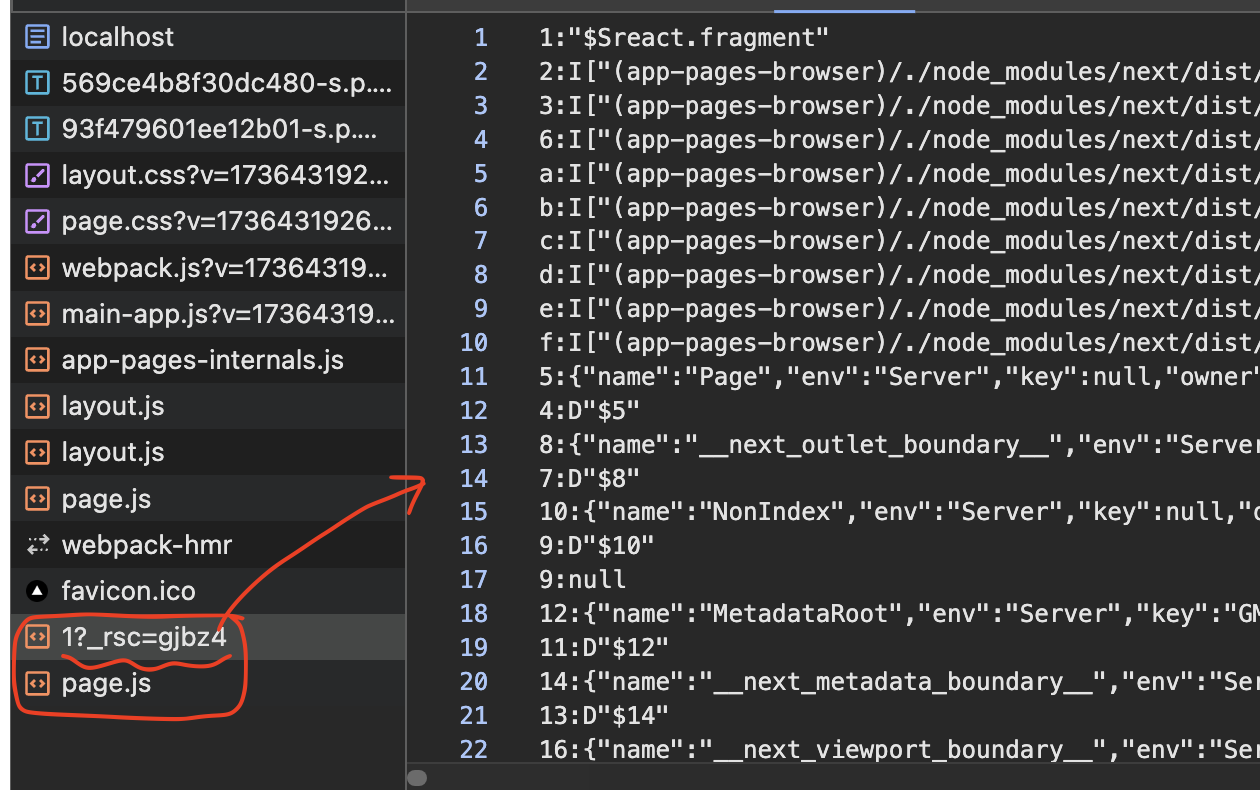 localhost
569ce4b8f30dc480-s.p....
93f479601ee12b01-s.p....
layout.css?v=173643192...
page.css?v=1736431926...
webpack.js?v=17364319...
main-app.js?v=17364319...
app-pages-internals.js
layout.js
layout.js
page.js
webpack-hmr
favicon.ico
1?_rsc=gjbz4
page.js
1 1:"$Sreact.fragment"
2 2:I["(app-pages-browser)/./node_modules/next/dist/
3 3:I["(app-pages-browser)/./node_modules/next/dist/
4 6:I["(app-pages-browser)/./node_modules/next/dist/
5 a:I["(app-pages-browser)/./node_modules/next/dist/
6 b:I["(app-pages-browser)/./node_modules/next/dist/
7 c:I["(app-pages-browser)/./node_modules/next/dist/
8 d:I["(app-pages-browser)/./node_modules/next/dist/
9 e:I["(app-pages-browser)/./node_modules/next/dist/
10 f:I["(app-pages-browser)/./node_modules/next/dist/
11 5:{"name":"Page","env":"Server","key":null,"owner"
12 4:D"$5"
13 8:{"name":"__next_outlet_boundary__","env":"Server
14 7:D"$8"
15 10:{"name":"NonIndex","env":"Server","key":null,"o
16 9:D"$10"
17 9:null
18 12:{"name":"MetadataRoot","env":"Server","key":"GM
19 11:D"$12"
20 14:{"name":"__next_metadata_boundary__","env":"Ser
21 13:D"$14"
22 16:{"name":"__next_viewport_boundary__","env":"Ser